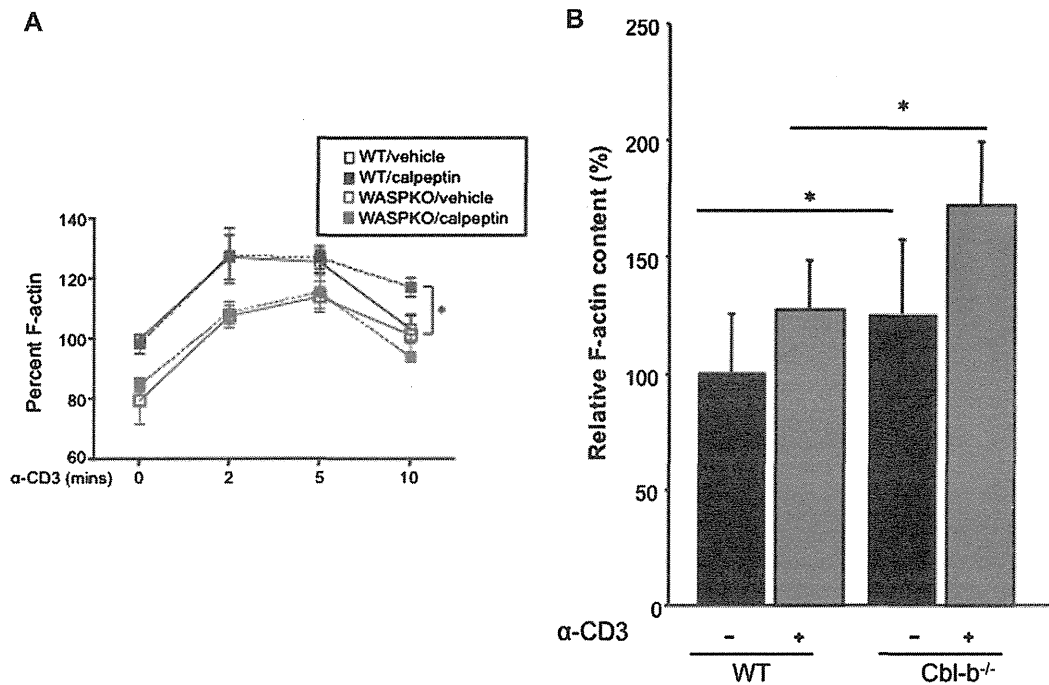 A
WT/vehicle
WT/calpeptin
WASPKO/vehicle
WASPKO/calpeptin
Percent F-actin
140
120
100
80
60
*
α-CD3 (mins) 0 2 5 10
B
Relative F-actin content (%)
250
200
150
100
50
0
*
*
α-CD3 - + - +
WT Cbl-b-/-